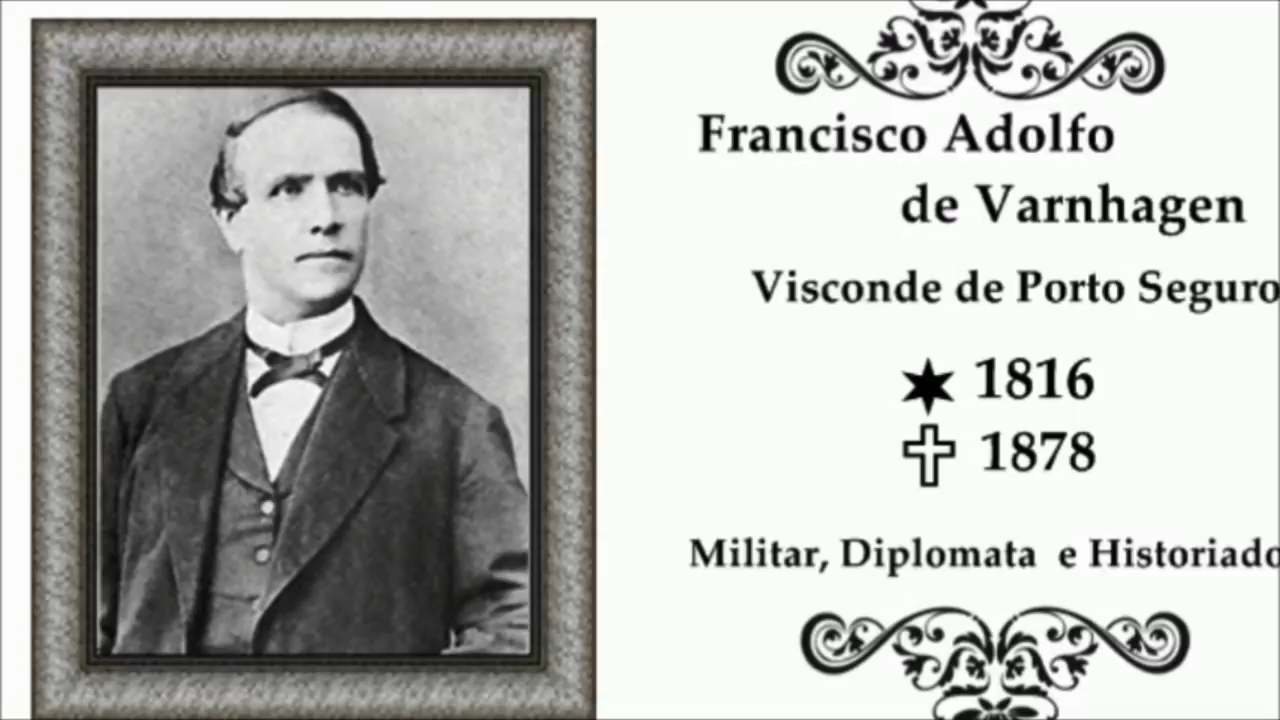 Francisco Adolfo
de Varnhagen
Visconde de Porto Seguro
1816
1878
Militar, Diplomata e Historiado